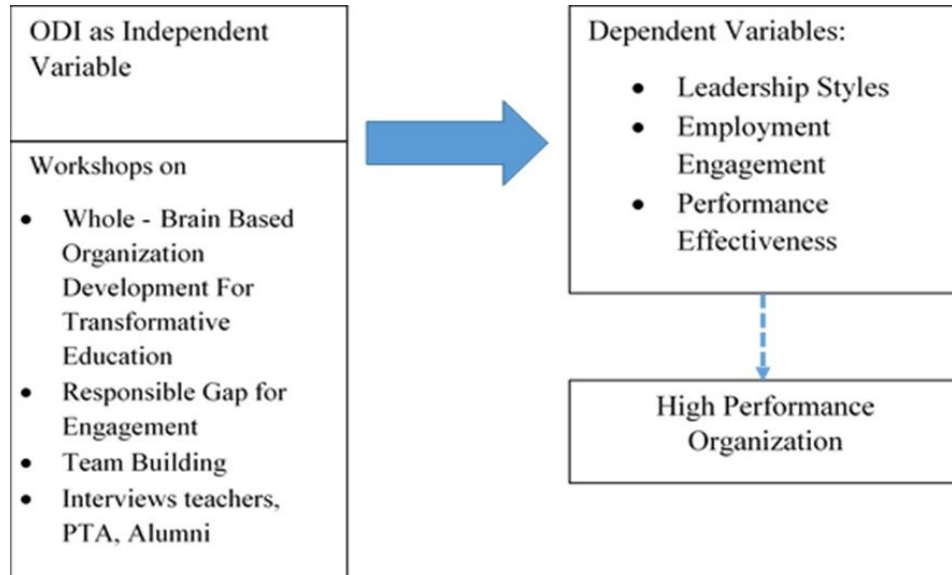 ODI as Independent
Variable
Workshops on
• Whole - Brain Based
Organization
Development For
Transformative
Education
• Responsible Gap for
Engagement
• Team Building
• Interviews teachers,
PTA, Alumni
Dependent Variables:
• Leadership Styles
• Employment
Engagement
• Performance
Effectiveness
High Performance
Organization